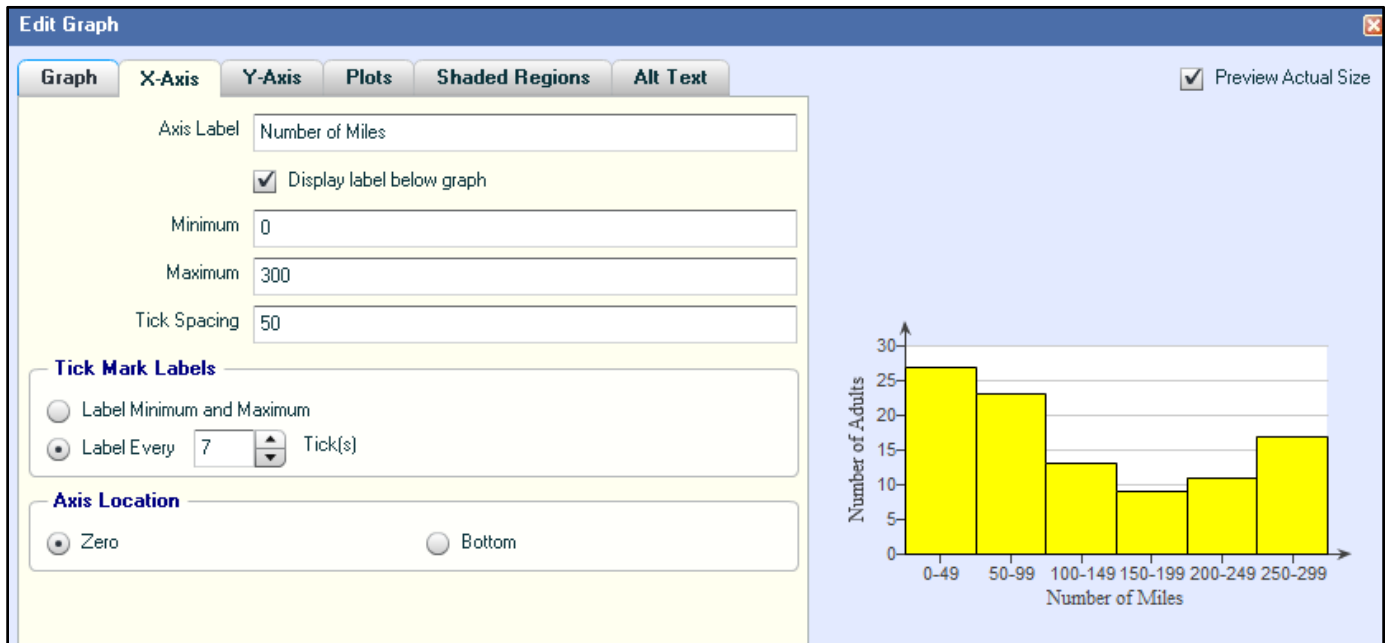 Edit Graph
Graph X-Axis Y-Axis Plots Shaded Regions Alt Text
Preview Actual Size
Axis Label Number of Miles
Display label below graph
Minimum 0
Maximum 300
Tick Spacing 50
Tick Mark Labels
Label Minimum and Maximum
Label Every 7 Tick(s)
Axis Location
Zero Bottom
Number of Adults
30
25
20
15
10
5
0
0-49 50-99 100-149 150-199 200-249 250-299
Number of Miles